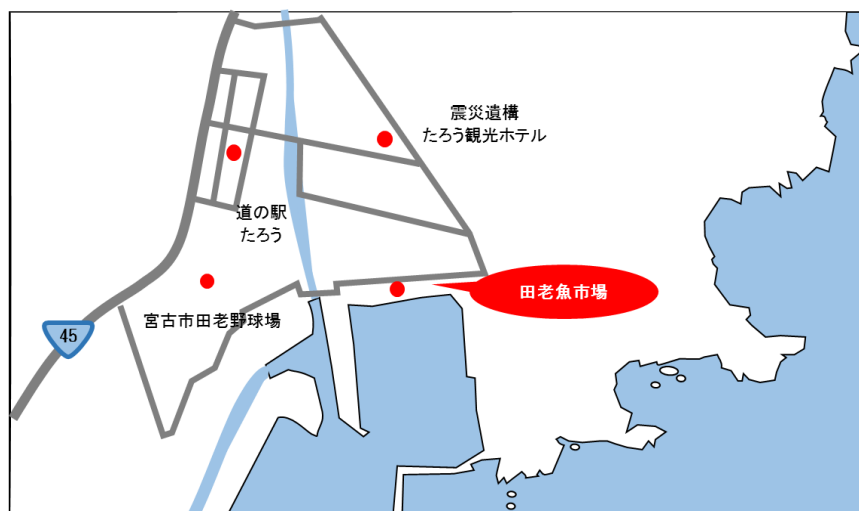 震災遺構
たろう観光ホテル
道の駅
たろう
田老魚市場
宮古市田老野球場
45